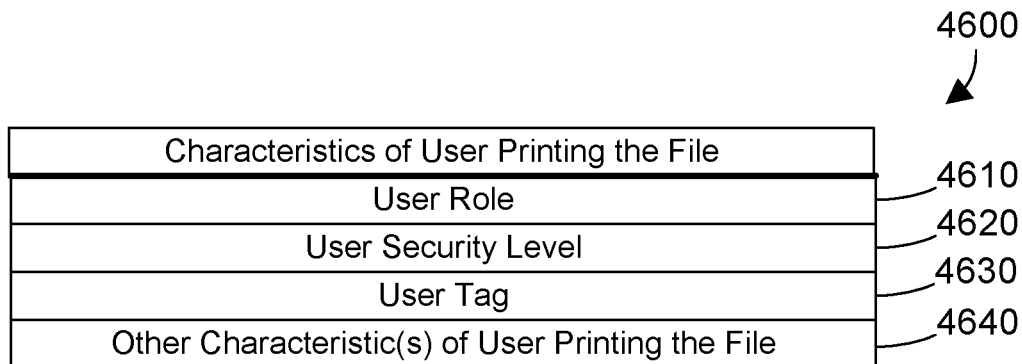 4600
Characteristics of User Printing the File
User Role 4610
User Security Level 4620
User Tag 4630
Other Characteristic(s) of User Printing the File 4640